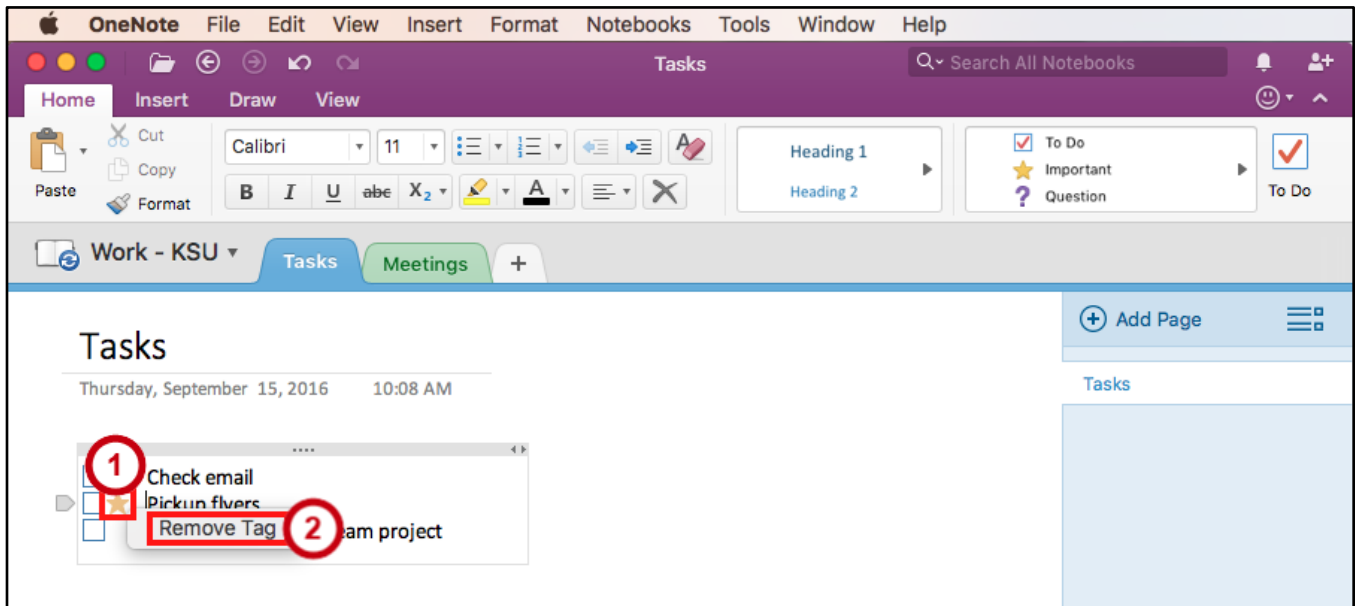 OneNote File Edit View Insert Format Notebooks Tools Window Help
Tasks Search All Notebooks
Home Insert Draw View
Paste
Cut
Copy
Format
Calibri 11
B I U abc X₂ A
Heading 1
Heading 2
To Do
Important
? Question
To Do
Work - KSU Tasks Meetings +
Add Page
Tasks
Tasks
Thursday, September 15, 2016 10:08 AM
1
Check email
Pickup flyers
Remove Tag 2 eam project